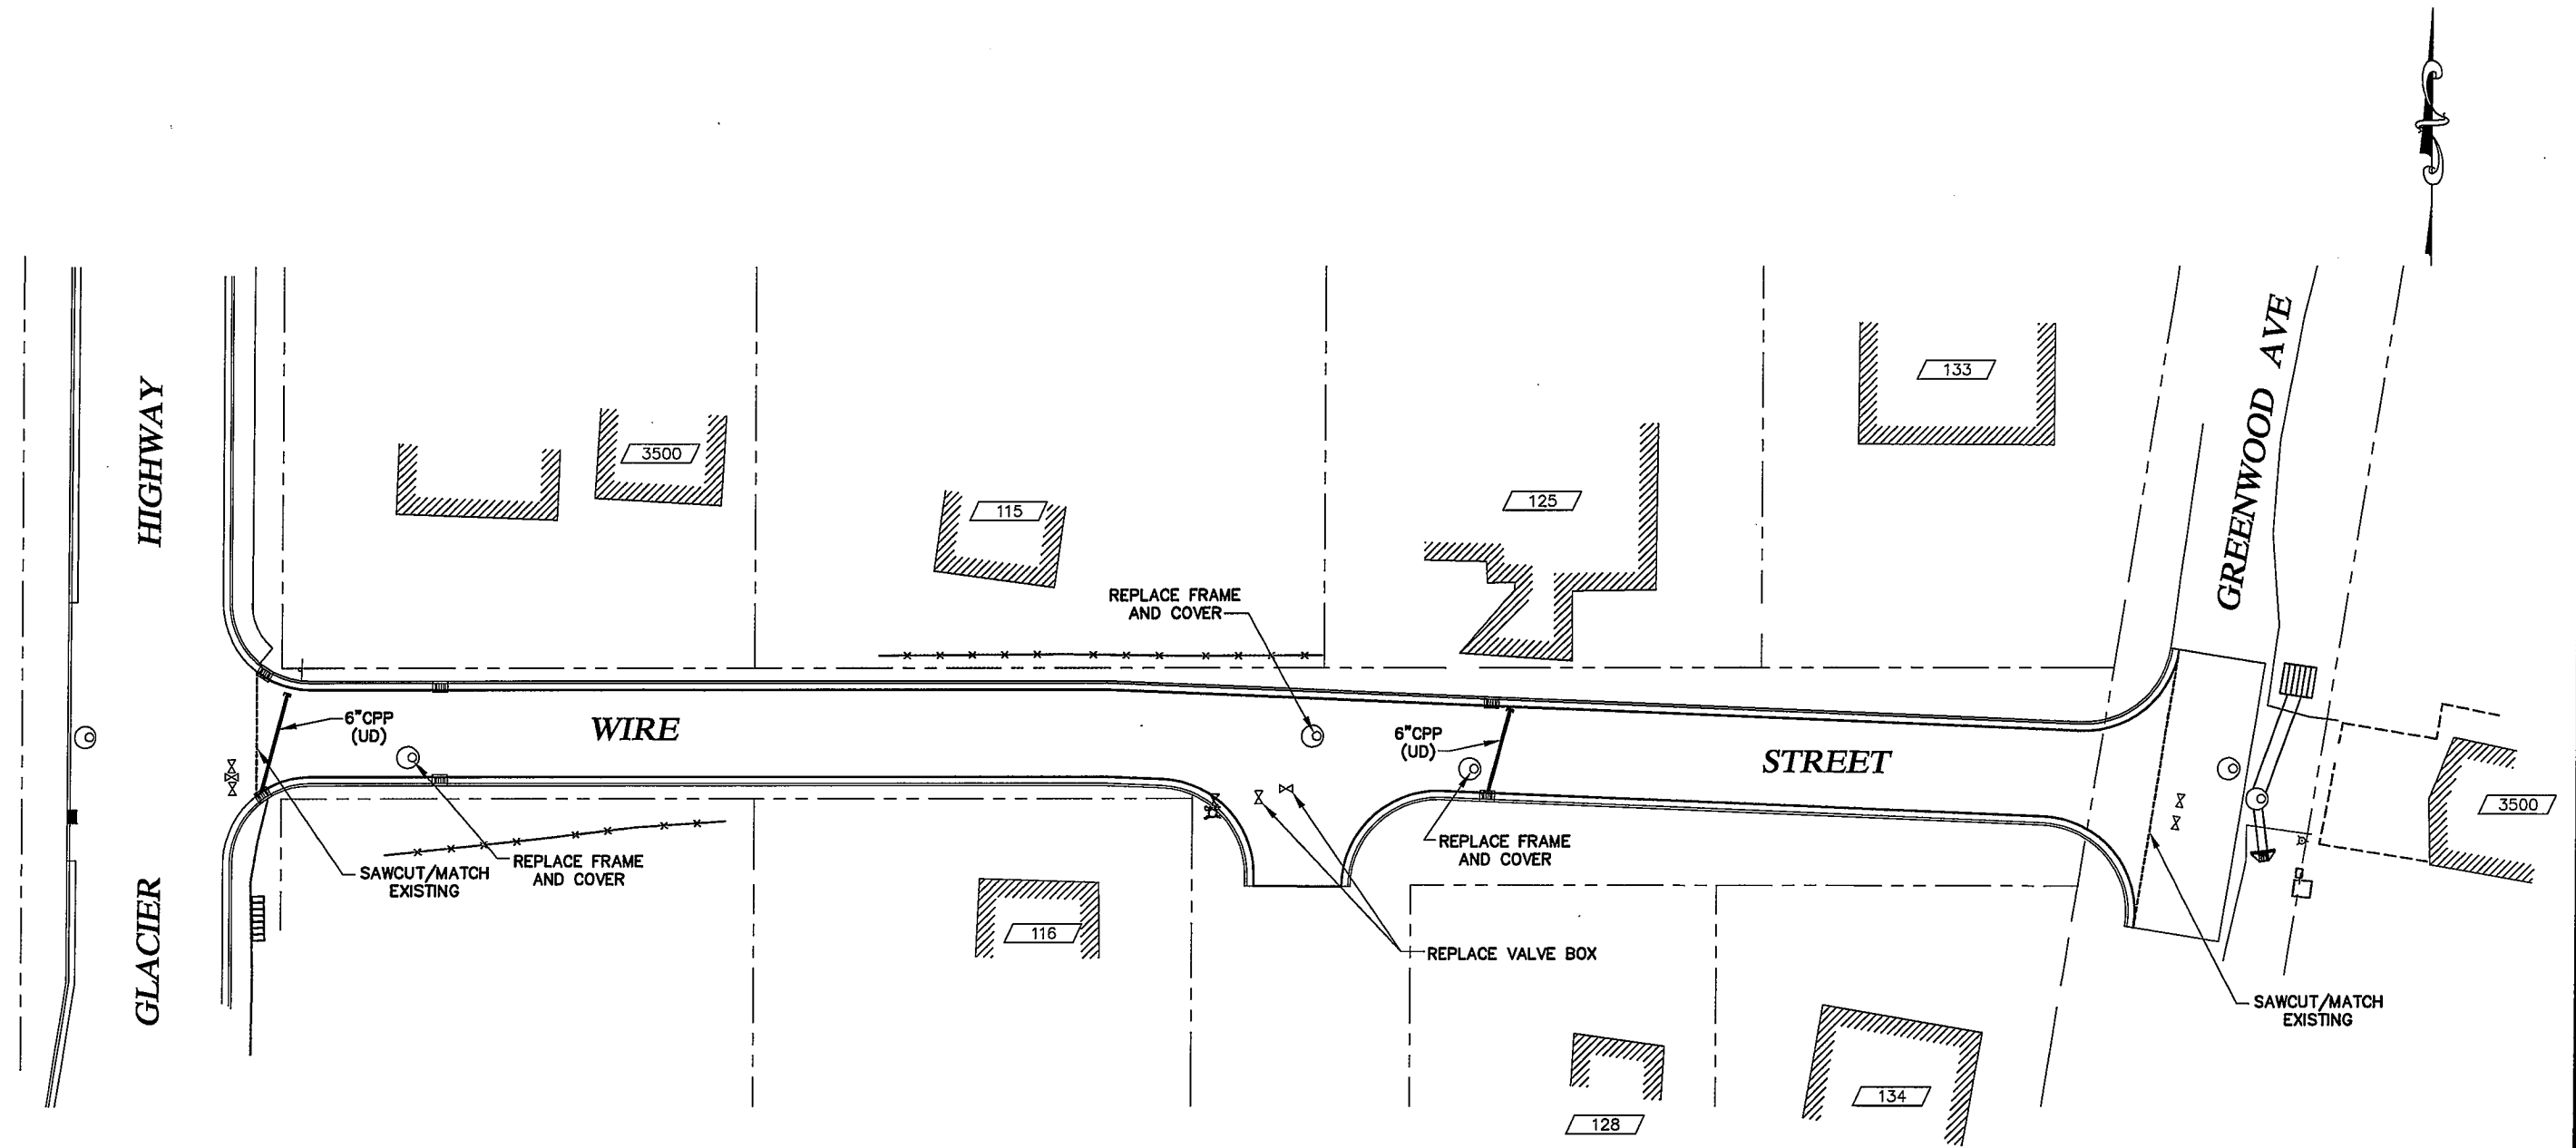 HIGHWAY
GLACIER
WIRE
STREET
GREENWOOD AVE
3500
115
125
133
REPLACE FRAME
AND COVER
6"CPP
(UD)
6"CPP
(UD)
SAWCUT/MATCH
EXISTING
REPLACE FRAME
AND COVER
REPLACE FRAME
AND COVER
REPLACE VALVE BOX
SAWCUT/MATCH
EXISTING
3500
116
128
134